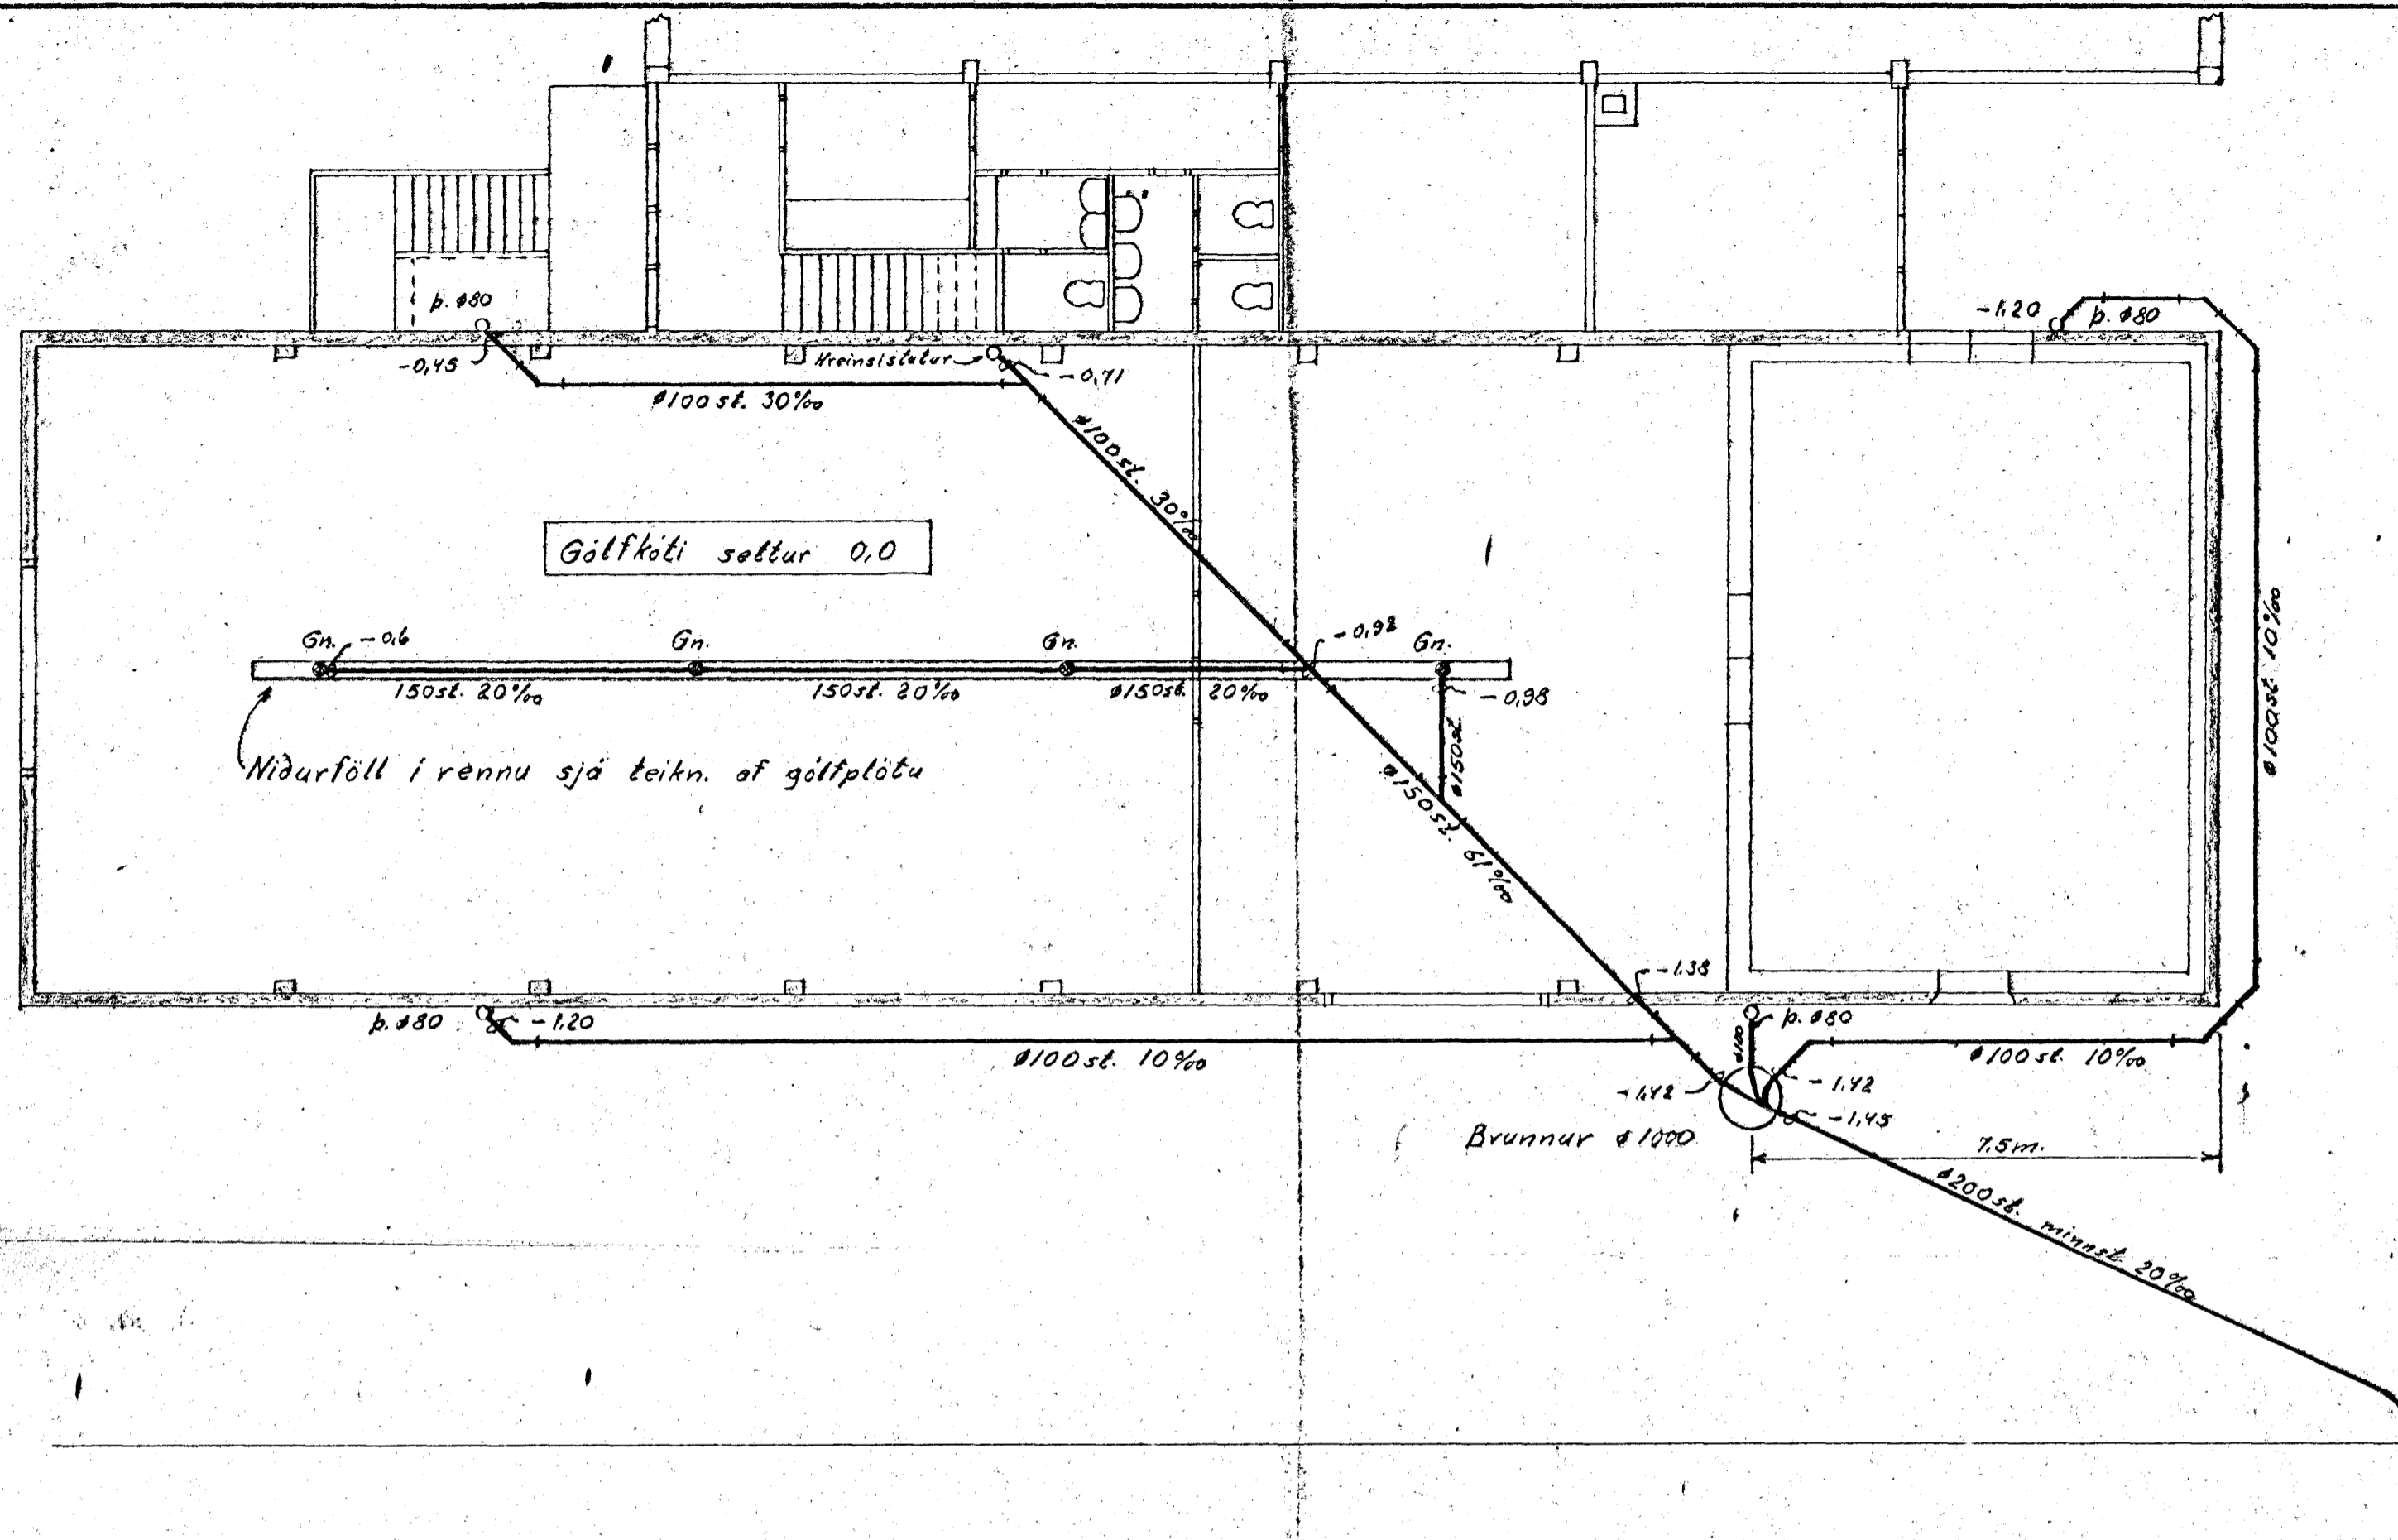 þ. ø80
-0,45
Hreinsistútur
-0,71
ø100 st. 30‰
ø100 st. 30‰
-1,20
þ. ø80
Gólfkóti settur 0,0
Gn.
-0,6
Gn.
Gn.
-0,92
Gn.
150 st. 20‰
150 st. 20‰
ø150 st. 20‰
-0,98
ø150 st.
ø150 st. 61‰
ø100 st. 10‰
Niðurföll í rennu sjá teikn. af gólfplötu
-1,38
þ. ø80
-1,20
ø100 st. 10‰
ø100
þ. ø80
ø100 st. 10‰
-1,42
-1,42
-1,45
Brunnur ø1000
7,5m.
ø200 st. minnst 20‰